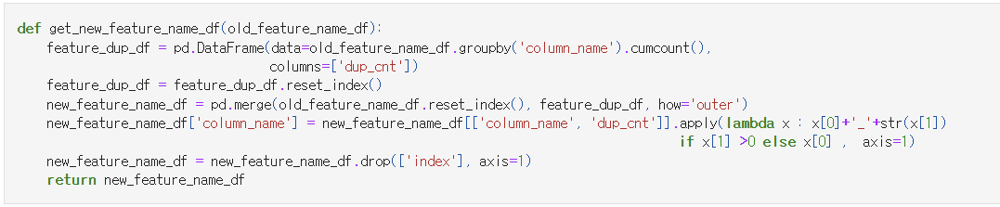 def get_new_feature_name_df(old_feature_name_df):
    feature_dup_df = pd.DataFrame(data=old_feature_name_df.groupby('column_name').cumcount(),
                                  columns=['dup_cnt'])
    feature_dup_df = feature_dup_df.reset_index()
    new_feature_name_df = pd.merge(old_feature_name_df.reset_index(), feature_dup_df, how='outer')
    new_feature_name_df['column_name'] = new_feature_name_df[['column_name', 'dup_cnt']].apply(lambda x : x[0]+'_'+str(x[1])
                                                                                         if x[1] >0 else x[0] ,  axis=1)
    new_feature_name_df = new_feature_name_df.drop(['index'], axis=1)
    return new_feature_name_df